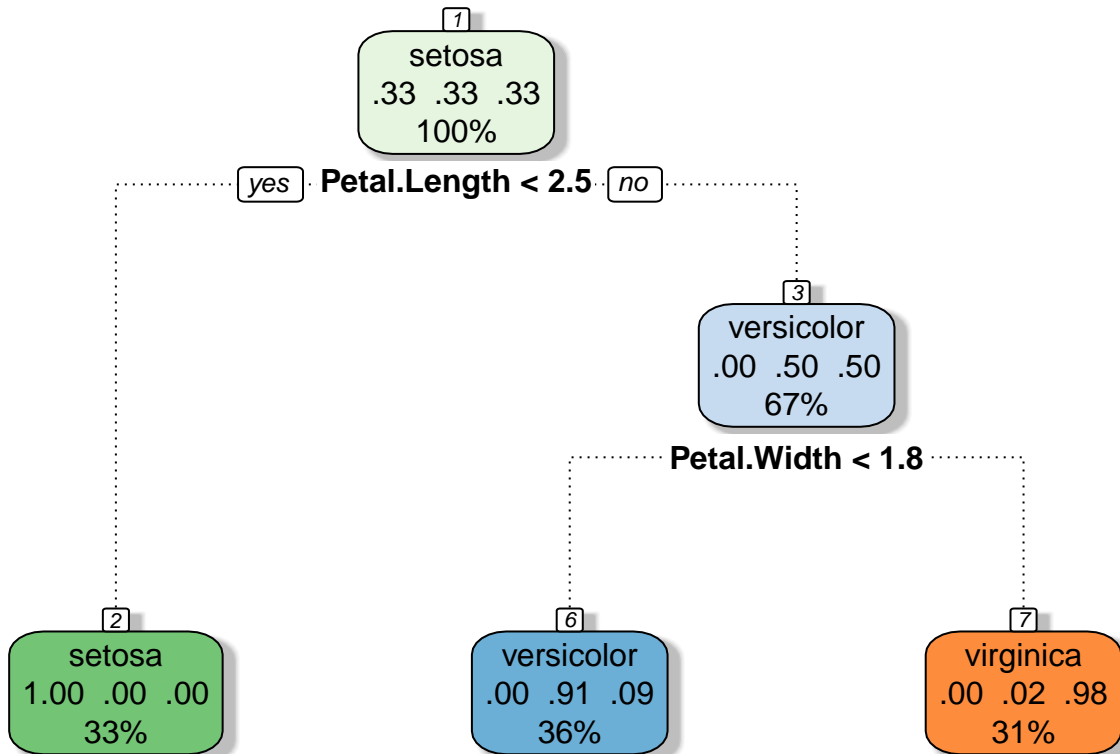 1
setosa
.33 .33 .33
100%
yes Petal.Length < 2.5 no
3
versicolor
.00 .50 .50
67%
Petal.Width < 1.8
2
setosa
1.00 .00 .00
33%
6
versicolor
.00 .91 .09
36%
7
virginica
.00 .02 .98
31%